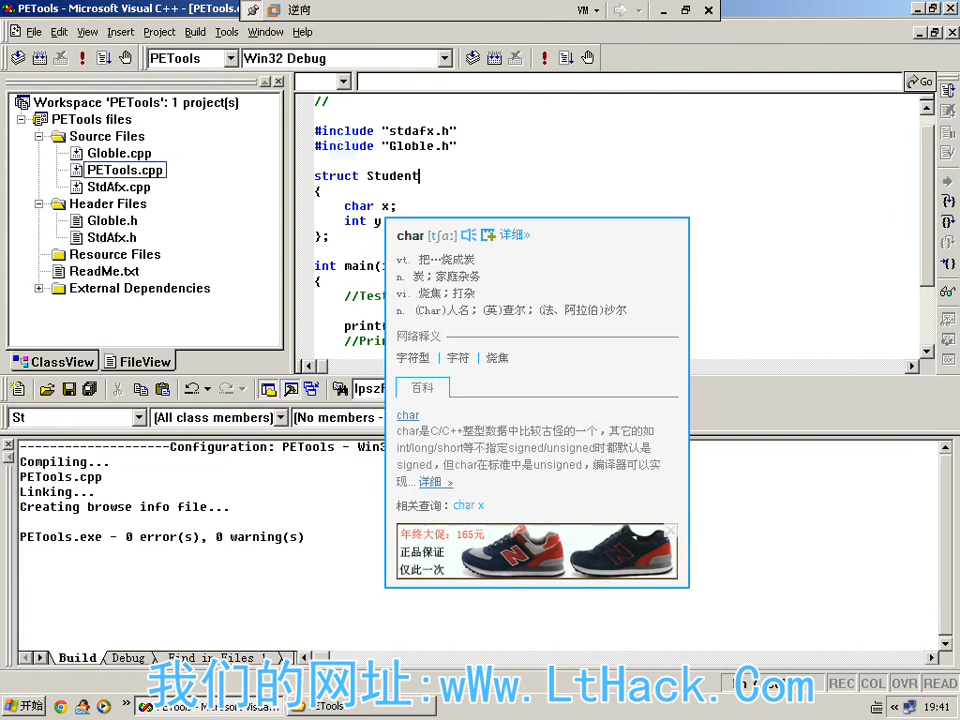 PETools - Microsoft Visual C++ - [PETools.c
逆向
VM
File Edit View Insert Project Build Tools Window Help
PETools
Win32 Debug
Go
Workspace 'PETools': 1 project(s)
PETools files
Source Files
Globle.cpp
PETools.cpp
StdAfx.cpp
Header Files
Globle.h
StdAfx.h
Resource Files
ReadMe.txt
External Dependencies
ClassView
FileView
//
#include "stdafx.h"
#include "Globle.h"
struct Student
{
char x;
int y
};
int main(
{
//Tes
print
//Pri
char [tʃɑː] 详细»
vt. 把…烧成炭
n. 炭；家庭杂务
vi. 烧焦；打杂
n. (Char)人名；(英)查尔；(法、阿拉伯)沙尔
网络释义
字符型 | 字符 | 烧焦
百科
char
char是C/C++整型数据中比较古怪的一个，其它的如
int/long/short等不指定signed/unsigned时都默认是
signed，但char在标准中是unsigned，编译器可以实
现... 详细 »
相关查询：char x
年终大促：165元
正品保证
仅此一次
lpszF
St
[All class members]
[No members -
--------------------Configuration: PETools - Win3
Compiling...
PETools.cpp
Linking...
Creating browse info file...
PETools.exe - 0 error(s), 0 warning(s)
Build
Debug
Find in Files 1
我们的网址:wWw.LtHack.Com
REC COL OVR READ
开始
PETools - Microsoft Visual...
PETools
19:41